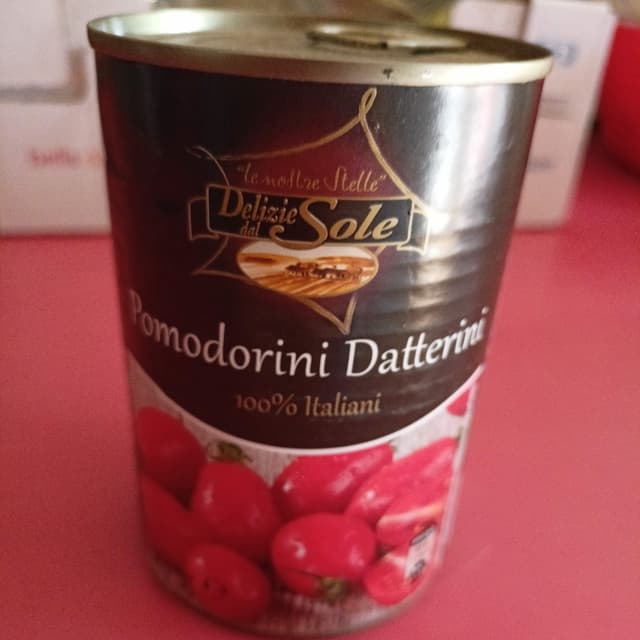 "le nostre Stelle"
Delizie
dal Sole
Pomodorini Datterini
100% Italiani